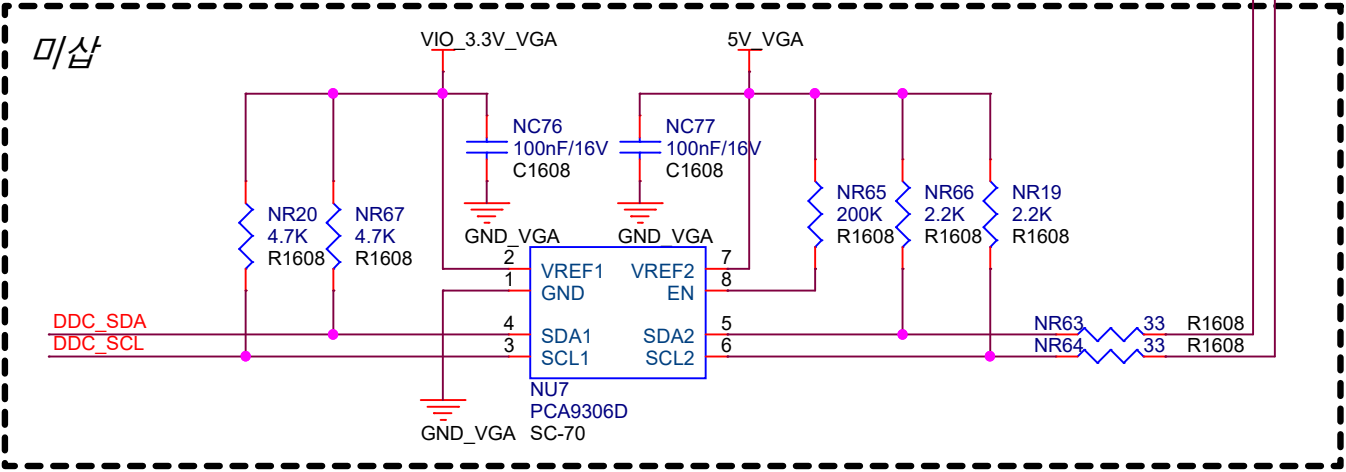 미삽
VIO_3.3V_VGA
5V_VGA
NC76
100nF/16V
C1608
NC77
100nF/16V
C1608
NR20
4.7K
R1608
NR67
4.7K
R1608
NR65
200K
R1608
NR66
2.2K
R1608
NR19
2.2K
R1608
GND_VGA
GND_VGA
2 VREF1 VREF2 7
1 GND EN 8
DDC_SDA 4 SDA1 SDA2 5 NR63 33 R1608
DDC_SCL 3 SCL1 SCL2 6 NR64 33 R1608
NU7
PCA9306D
GND_VGA SC-70